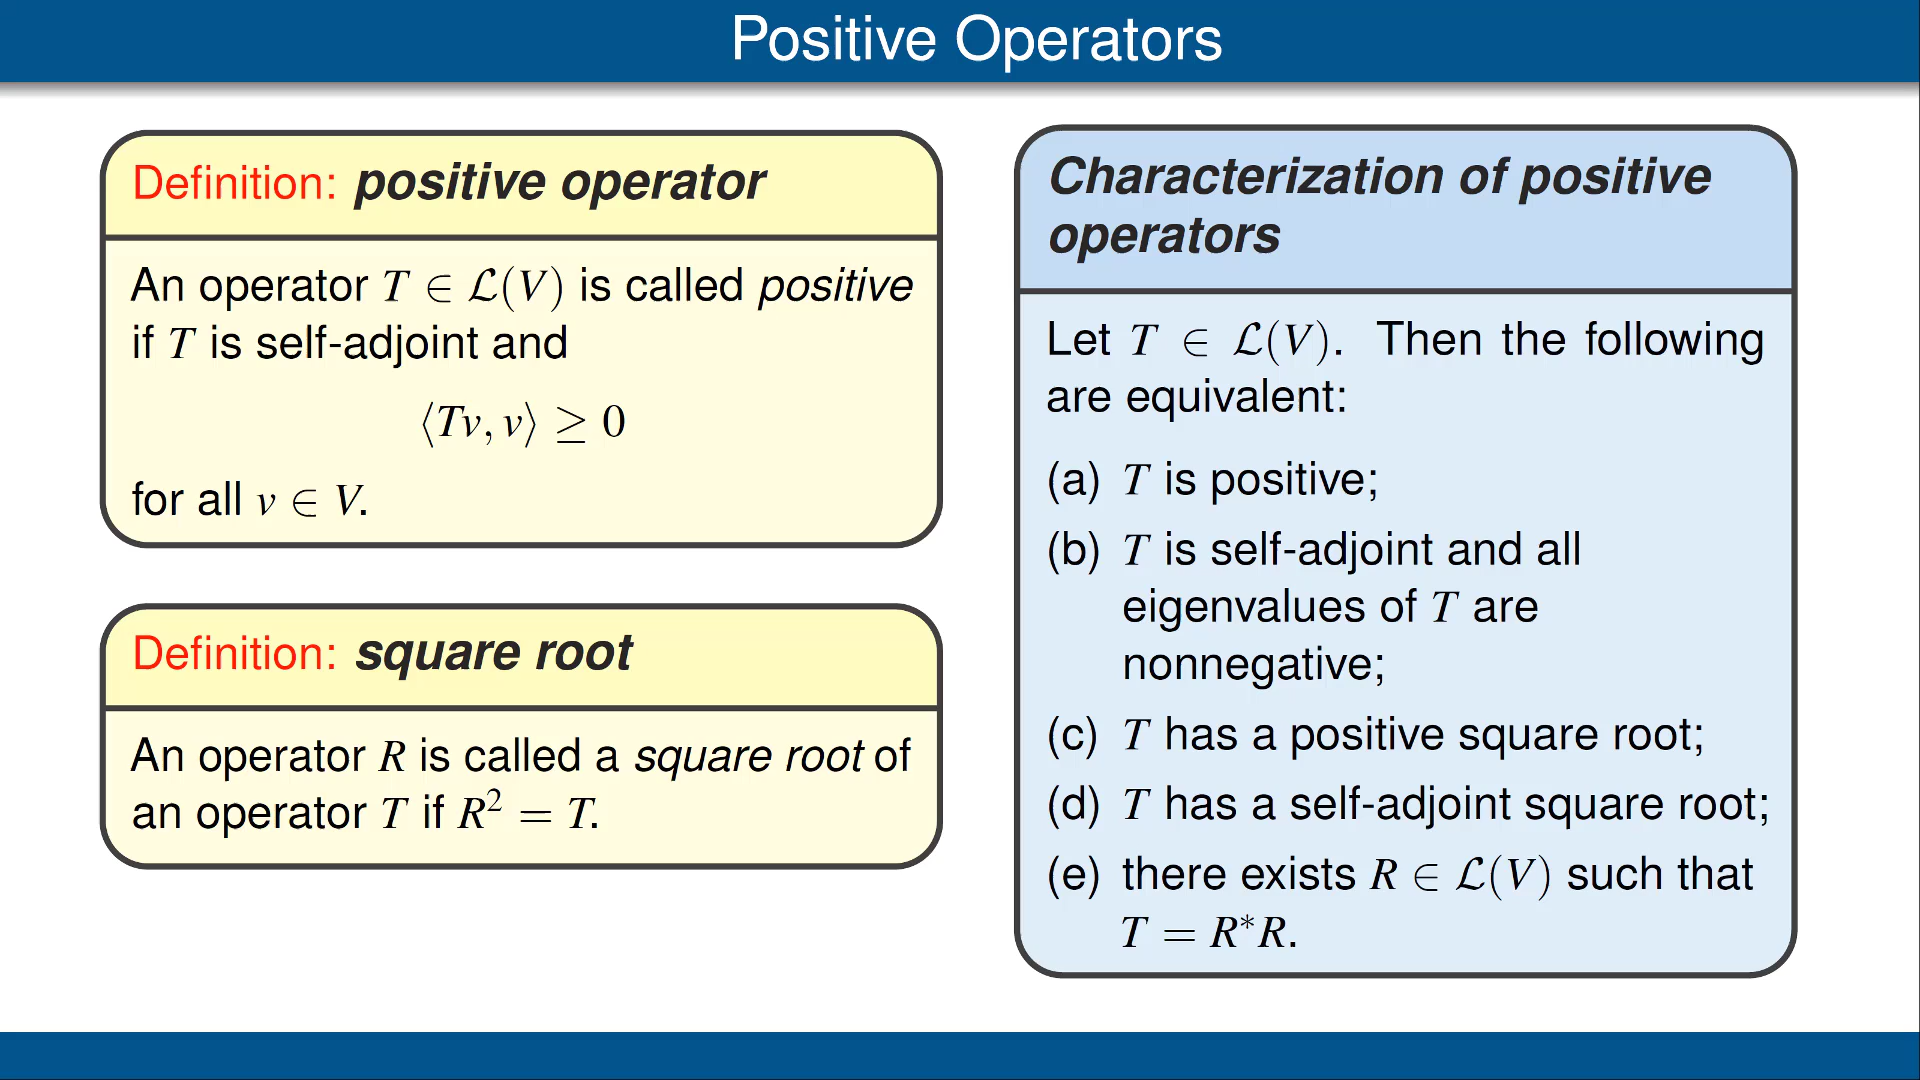 Positive Operators
Definition: positive operator
An operator T ∈ ℒ(V) is called positive
if T is self-adjoint and
⟨Tv, v⟩ ≥ 0
for all v ∈ V.
Definition: square root
An operator R is called a square root of
an operator T if R² = T.
Characterization of positive
operators
Let T ∈ ℒ(V). Then the following
are equivalent:
(a) T is positive;
(b) T is self-adjoint and all
eigenvalues of T are
nonnegative;
(c) T has a positive square root;
(d) T has a self-adjoint square root;
(e) there exists R ∈ ℒ(V) such that
T = R*R.